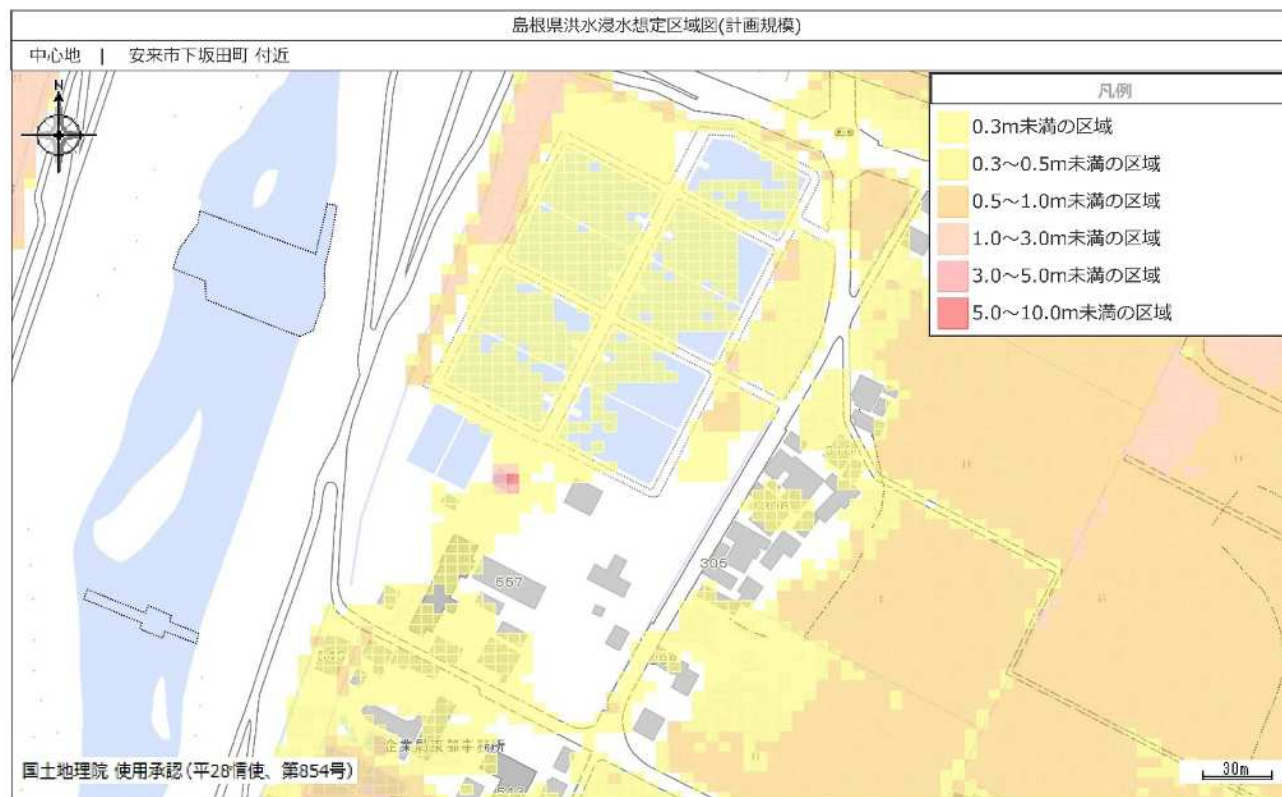 島根県洪水浸水想定区域図(計画規模)
中心地 | 安来市下坂田町 付近
N
凡例
0.3m未満の区域
0.3～0.5m未満の区域
0.5～1.0m未満の区域
1.0～3.0m未満の区域
3.0～5.0m未満の区域
5.0～10.0m未満の区域
557
305
国土地理院 使用承認(平28情使、第854号)
30m